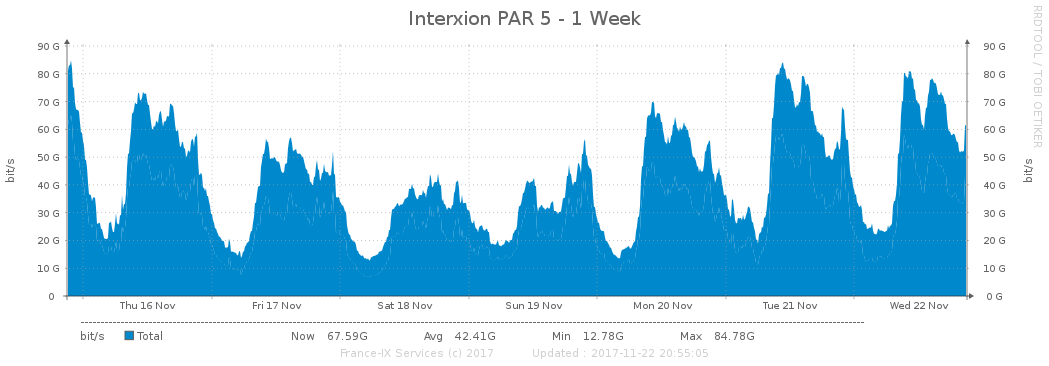 Interxion PAR 5 - 1 Week
RRDTOOL / TOBI OETIKER
90 G 90 G
80 G 80 G
70 G 70 G
60 G 60 G
50 G 50 G
40 G 40 G
30 G 30 G
20 G 20 G
10 G 10 G
0 0 G
bit/s bit/s
Thu 16 Nov Fri 17 Nov Sat 18 Nov Sun 19 Nov Mon 20 Nov Tue 21 Nov Wed 22 Nov
bit/s Total Now 67.59G Avg 42.41G Min 12.78G Max 84.78G
France-IX Services (c) 2017 Updated : 2017-11-22 20:55:05